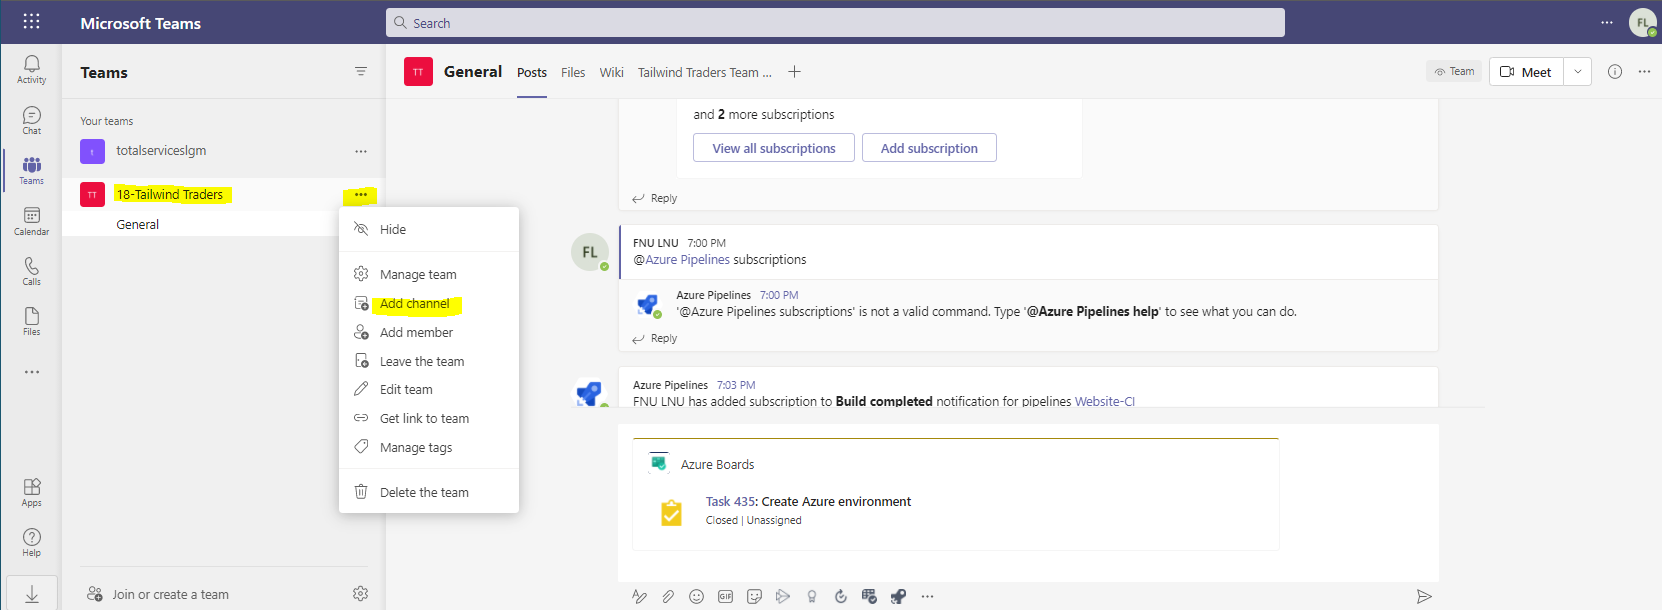 Microsoft Teams
Search
FL
Activity
Chat
Teams
Calendar
Calls
Files
Apps
Help
Teams
Your teams
t
totalserviceslgm
TT
18-Tailwind Traders
General
Hide
Manage team
Add channel
Add member
Leave the team
Edit team
Get link to team
Manage tags
Delete the team
Join or create a team
TT
General
Posts
Files
Wiki
Tailwind Traders Team ...
Team
Meet
and 2 more subscriptions
View all subscriptions
Add subscription
Reply
FL
FNU LNU 7:00 PM
@Azure Pipelines subscriptions
Azure Pipelines 7:00 PM
'@Azure Pipelines subscriptions' is not a valid command. Type '@Azure Pipelines help' to see what you can do.
Reply
Azure Pipelines 7:03 PM
FNU LNU has added subscription to Build completed notification for pipelines Website-CI
Azure Boards
Task 435: Create Azure environment
Closed | Unassigned
GIF